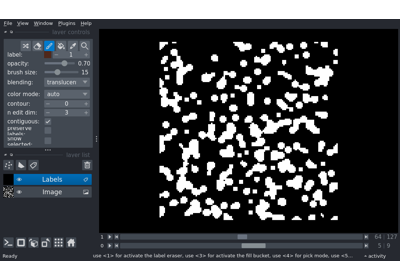 File View Window Plugins Help
layer controls
label: 1
opacity: 0.70
brush size: 15
blending: translucen
color mode: auto
contour: 0
n edit dim: 3
contiguous:
preserve
labels:
show
selected:
layer list
Labels
Image
0 64 127
Ready use <1> for activate the label eraser, use <3> for activate the fill bucket, use <4> for pick mode, use <5... activity